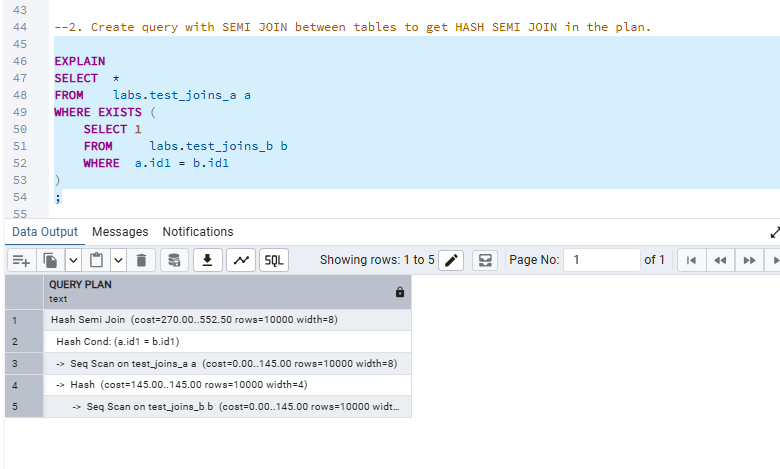 43
44 --2. Create query with SEMI JOIN between tables to get HASH SEMI JOIN in the plan.
45
46 EXPLAIN
47 SELECT *
48 FROM labs.test_joins_a a
49 WHERE EXISTS (
50 SELECT 1
51 FROM labs.test_joins_b b
52 WHERE a.id1 = b.id1
53 )
54 ;
55
Data Output Messages Notifications
SQL Showing rows: 1 to 5 Page No: 1 of 1
QUERY PLAN
text
1 Hash Semi Join (cost=270.00..552.50 rows=10000 width=8)
2 Hash Cond: (a.id1 = b.id1)
3 -> Seq Scan on test_joins_a a (cost=0.00..145.00 rows=10000 width=8)
4 -> Hash (cost=145.00..145.00 rows=10000 width=4)
5 -> Seq Scan on test_joins_b b (cost=0.00..145.00 rows=10000 widt...